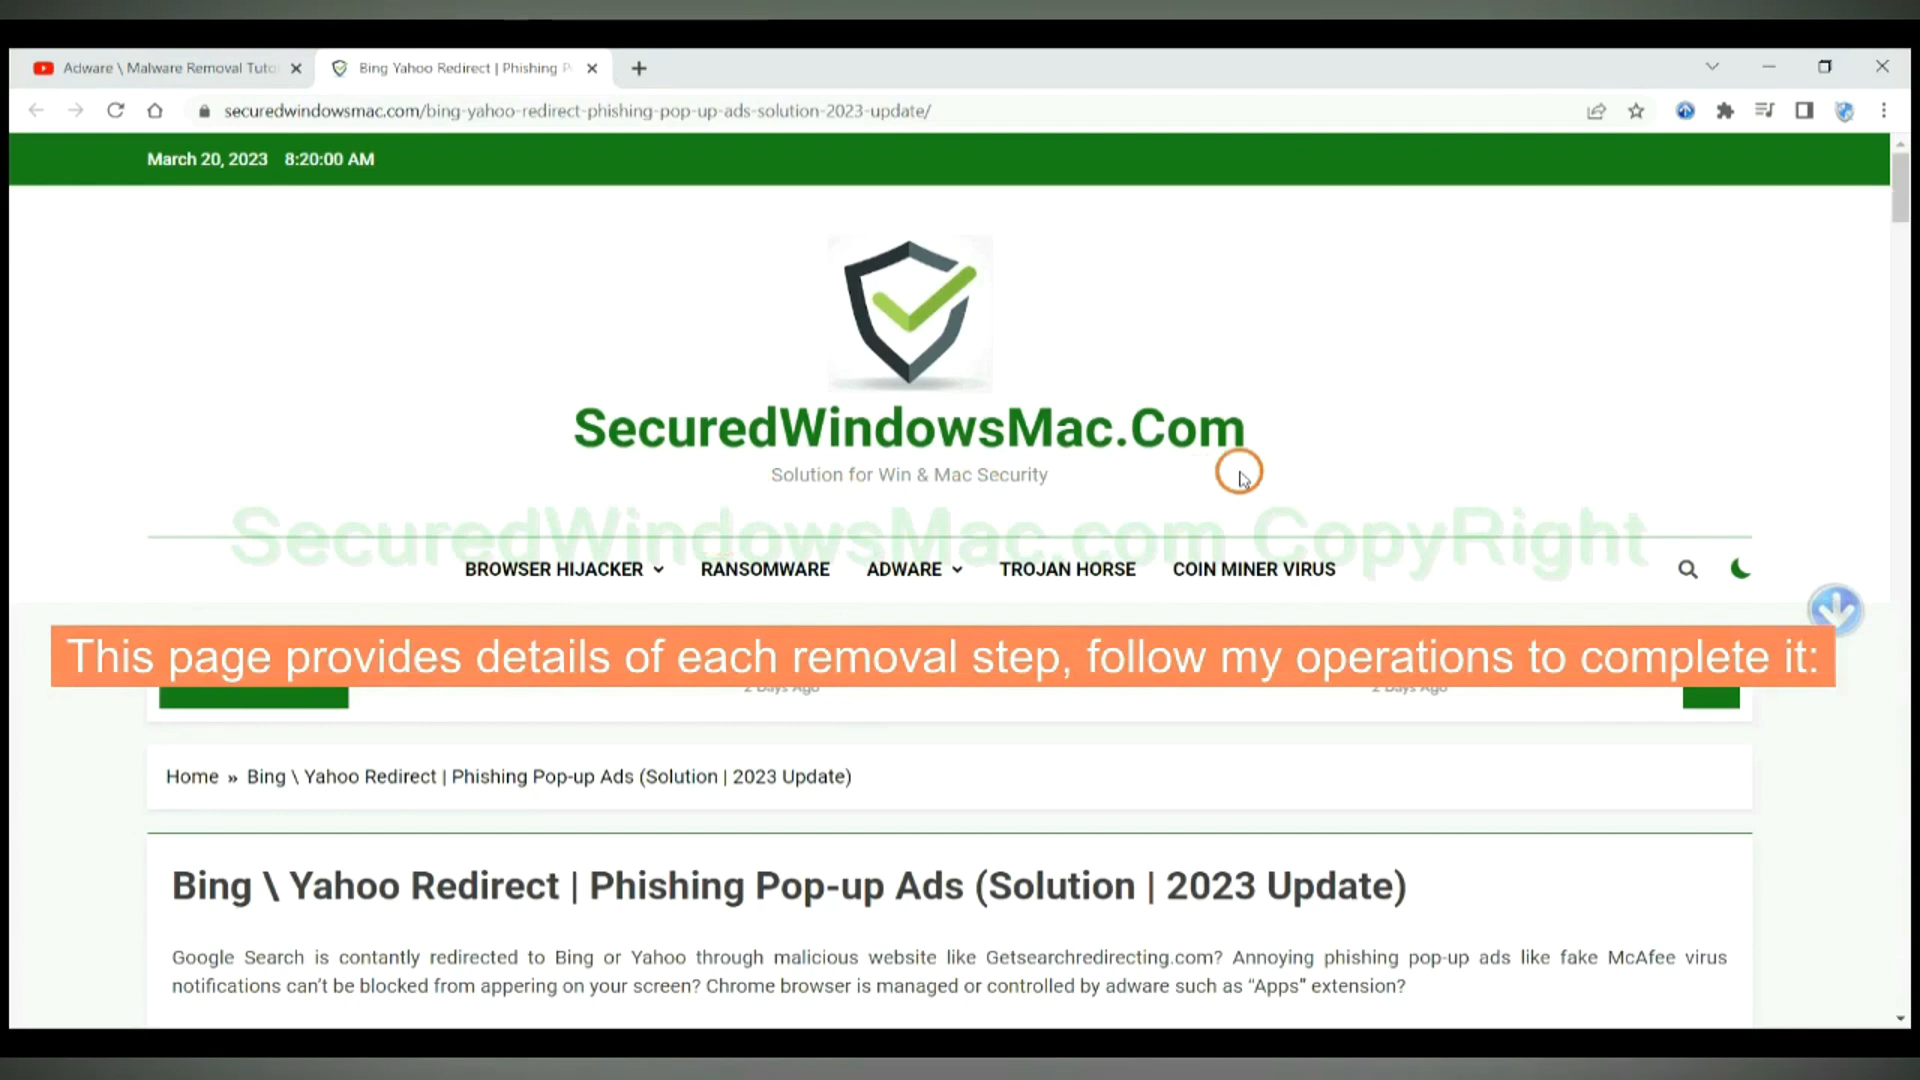 Adware \ Malware Removal Tuto
Bing Yahoo Redirect | Phishing P
securedwindowsmac.com/bing-yahoo-redirect-phishing-pop-up-ads-solution-2023-update/
March 20, 2023 8:20:00 AM
SecuredWindowsMac.Com
Solution for Win & Mac Security
SecuredWindowsMac.com CopyRight
BROWSER HIJACKER RANSOMWARE ADWARE TROJAN HORSE COIN MINER VIRUS
This page provides details of each removal step, follow my operations to complete it:
2 Days Ago 2 Days Ago
Home » Bing \ Yahoo Redirect | Phishing Pop-up Ads (Solution | 2023 Update)
Bing \ Yahoo Redirect | Phishing Pop-up Ads (Solution | 2023 Update)
Google Search is contantly redirected to Bing or Yahoo through malicious website like Getsearchredirecting.com? Annoying phishing pop-up ads like fake McAfee virus
notifications can't be blocked from appering on your screen? Chrome browser is managed or controlled by adware such as “Apps” extension?